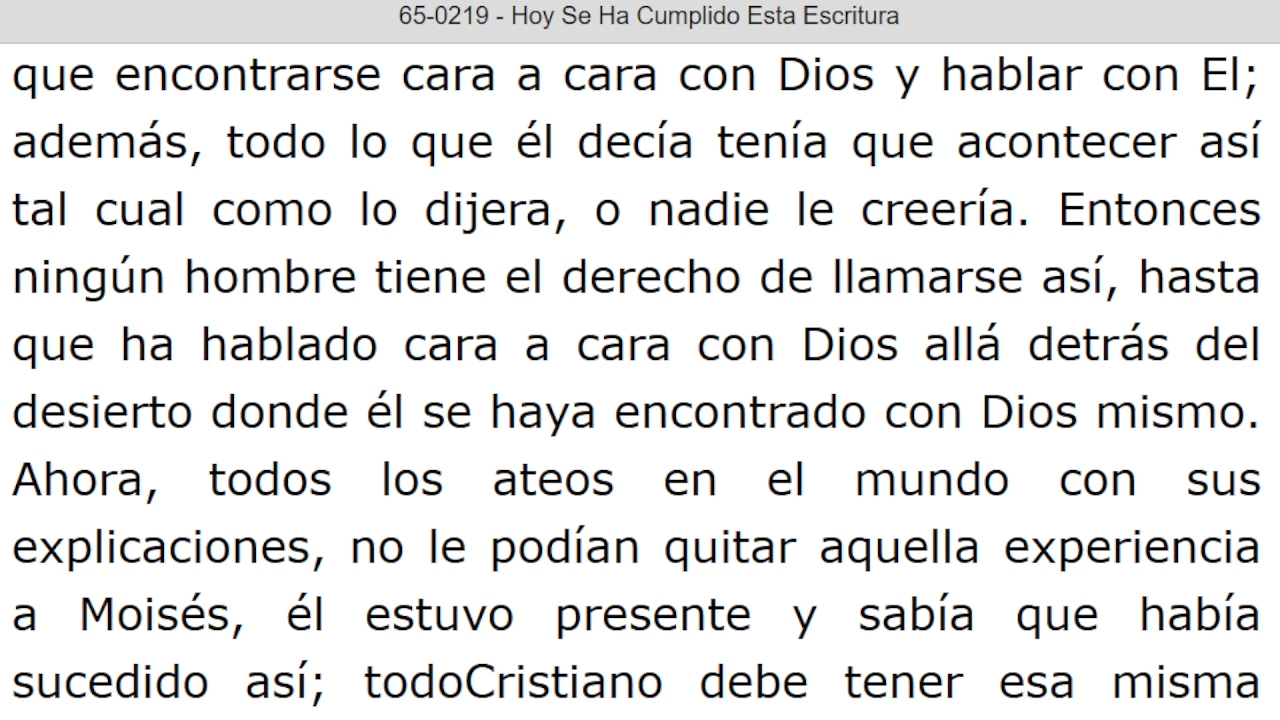 65-0219 - Hoy Se Ha Cumplido Esta Escritura
que encontrarse cara a cara con Dios y hablar con El;
además, todo lo que él decía tenía que acontecer así
tal cual como lo dijera, o nadie le creería. Entonces
ningún hombre tiene el derecho de llamarse así, hasta
que ha hablado cara a cara con Dios allá detrás del
desierto donde él se haya encontrado con Dios mismo.
Ahora, todos los ateos en el mundo con sus
explicaciones, no le podían quitar aquella experiencia
a Moisés, él estuvo presente y sabía que había
sucedido así; todoCristiano debe tener esa misma